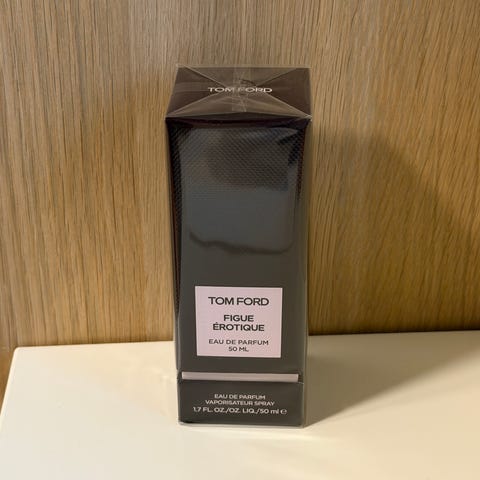 TOM FORD
TOM FORD
FIGUE
ÉROTIQUE
EAU DE PARFUM
50 ML
EAU DE PARFUM
VAPORISATEUR SPRAY
1.7 FL. OZ./OZ. LIQ./50 ml ℮